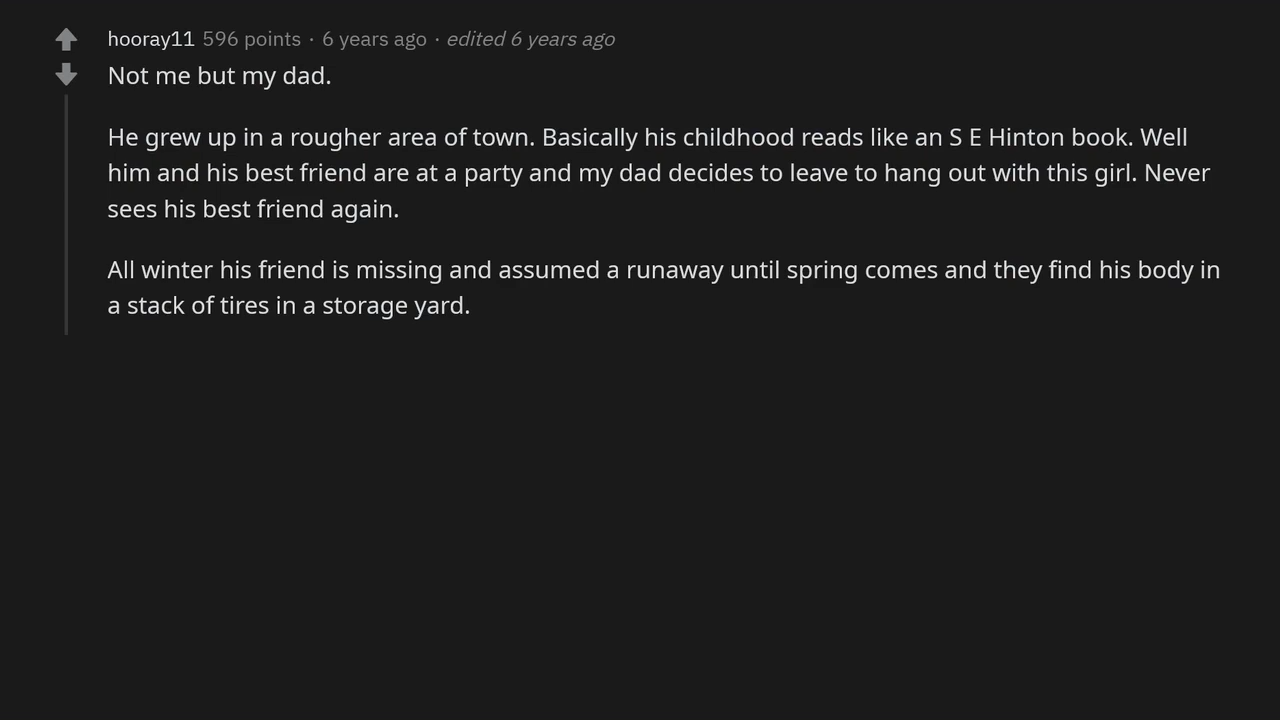 hooray11 596 points · 6 years ago · edited 6 years ago
Not me but my dad.
He grew up in a rougher area of town. Basically his childhood reads like an S E Hinton book. Well
him and his best friend are at a party and my dad decides to leave to hang out with this girl. Never
sees his best friend again.
All winter his friend is missing and assumed a runaway until spring comes and they find his body in
a stack of tires in a storage yard.